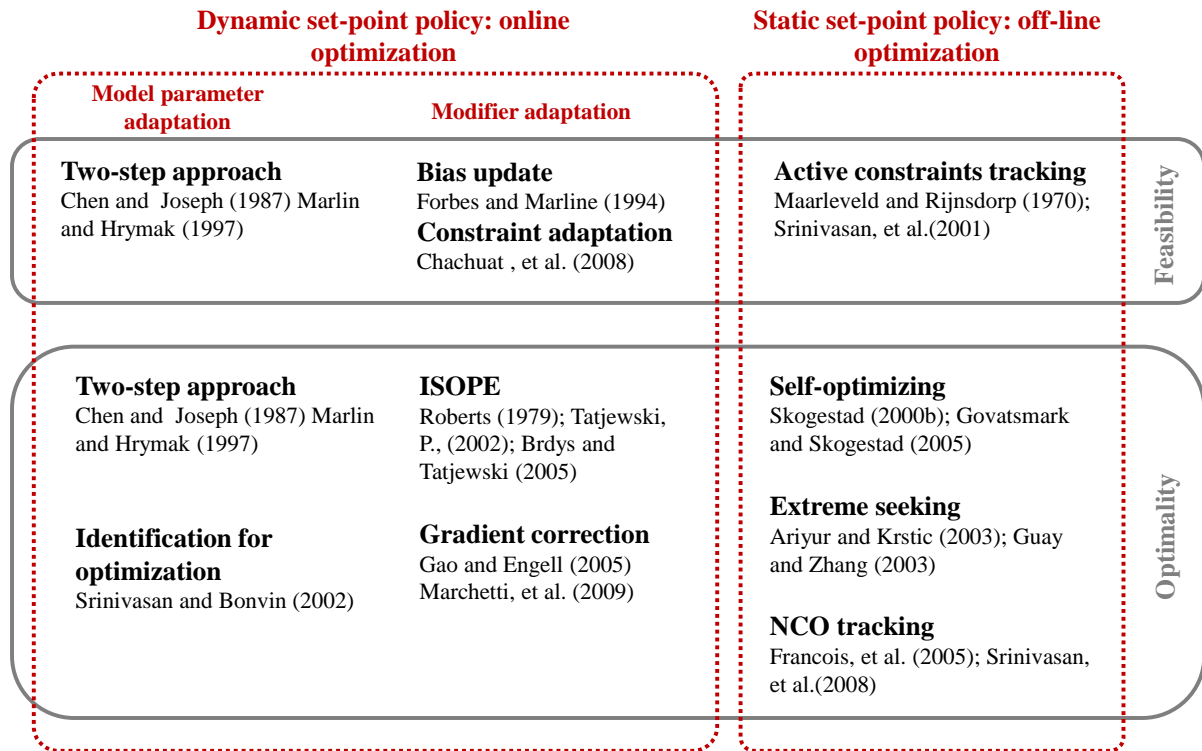 Dynamic set-point policy: online
optimization
Static set-point policy: off-line
optimization
Model parameter
adaptation
Modifier adaptation
Two-step approach
Chen and  Joseph (1987) Marlin
and Hrymak (1997)
Bias update
Forbes and Marline (1994)
Constraint adaptation
Chachuat , et al. (2008)
Active constraints tracking
Maarleveld and Rijnsdorp (1970);
Srinivasan, et al.(2001)
Feasibility
Two-step approach
Chen and  Joseph (1987) Marlin
and Hrymak (1997)
Identification for
optimization
Srinivasan and Bonvin (2002)
ISOPE
Roberts (1979); Tatjewski,
P., (2002); Brdys and
Tatjewski (2005)
Gradient correction
Gao and Engell (2005)
Marchetti, et al. (2009)
Self-optimizing
Skogestad (2000b); Govatsmark
and Skogestad (2005)
Extreme seeking
Ariyur and Krstic (2003); Guay
and Zhang (2003)
NCO tracking
Francois, et al. (2005); Srinivasan,
et al.(2008)
Optimality